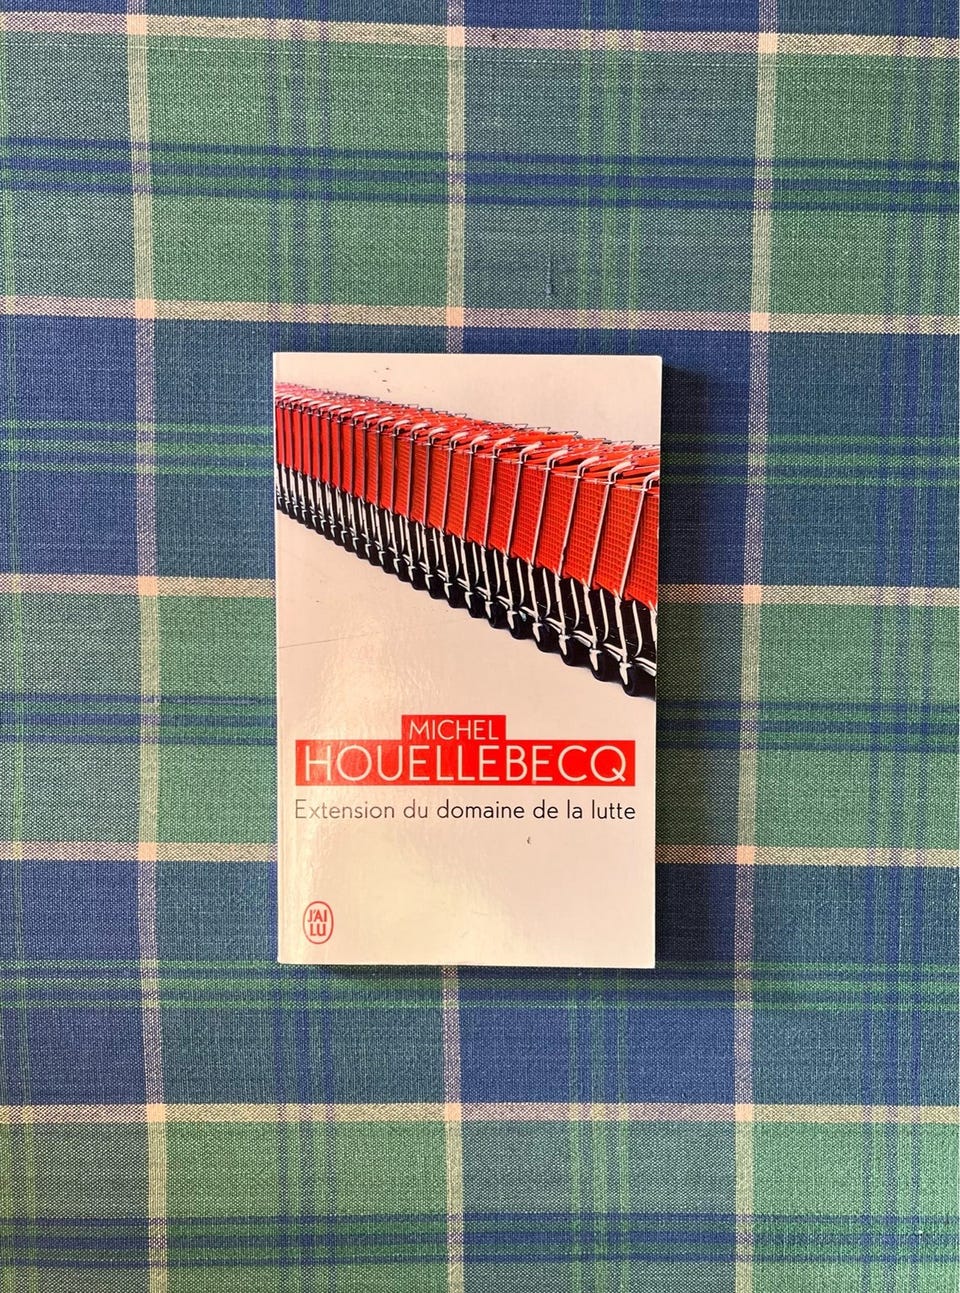 MICHEL
HOUELLEBECQ
Extension du domaine de la lutte
J'AI
LU